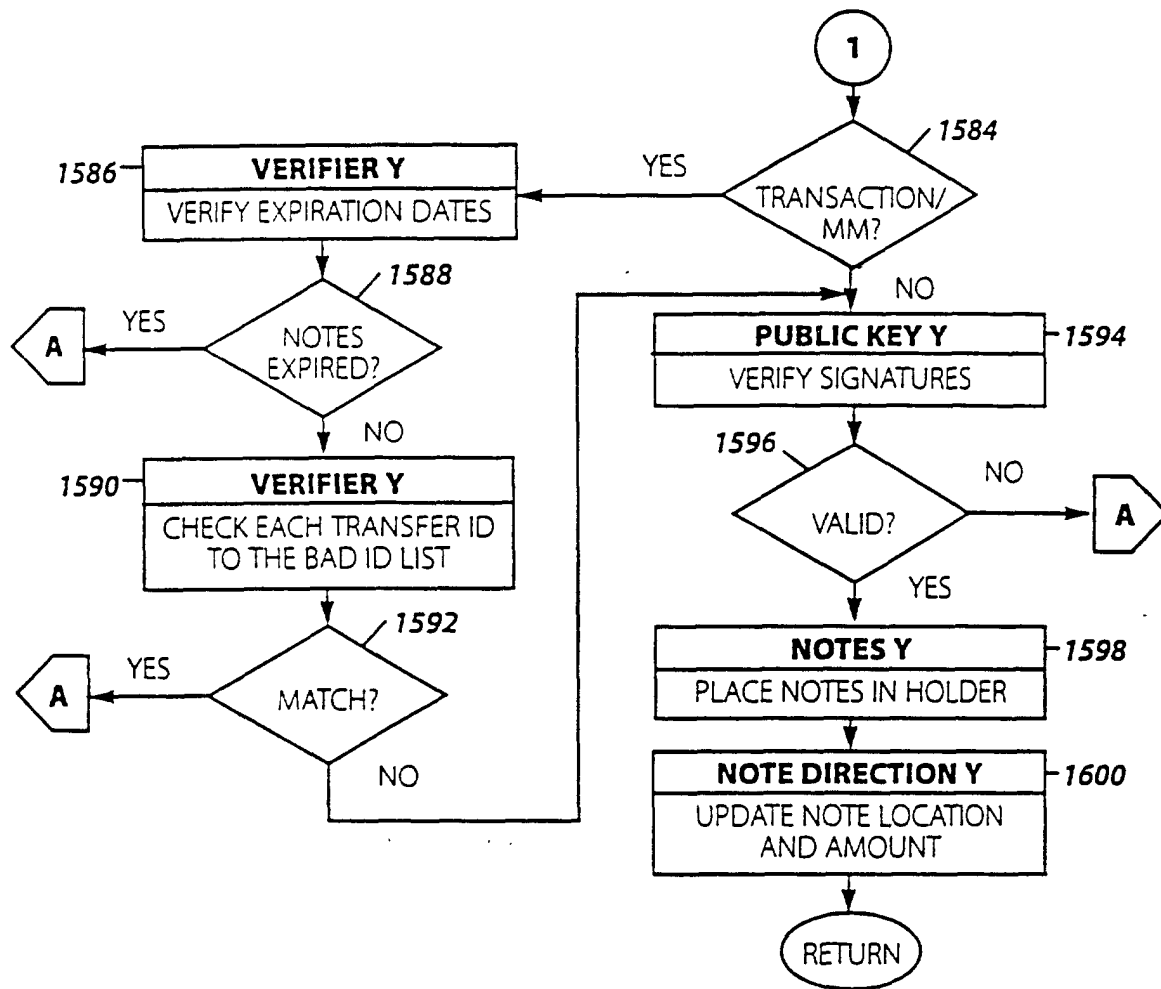 1
1584
TRANSACTION/
MM?
YES
1586
VERIFIER Y
VERIFY EXPIRATION DATES
1588
NOTES
EXPIRED?
YES
A
NO
1590
VERIFIER Y
CHECK EACH TRANSFER ID
TO THE BAD ID LIST
1592
MATCH?
YES
A
NO
NO
PUBLIC KEY Y
1594
VERIFY SIGNATURES
1596
VALID?
NO
A
YES
NOTES Y
1598
PLACE NOTES IN HOLDER
NOTE DIRECTION Y
1600
UPDATE NOTE LOCATION
AND AMOUNT
RETURN